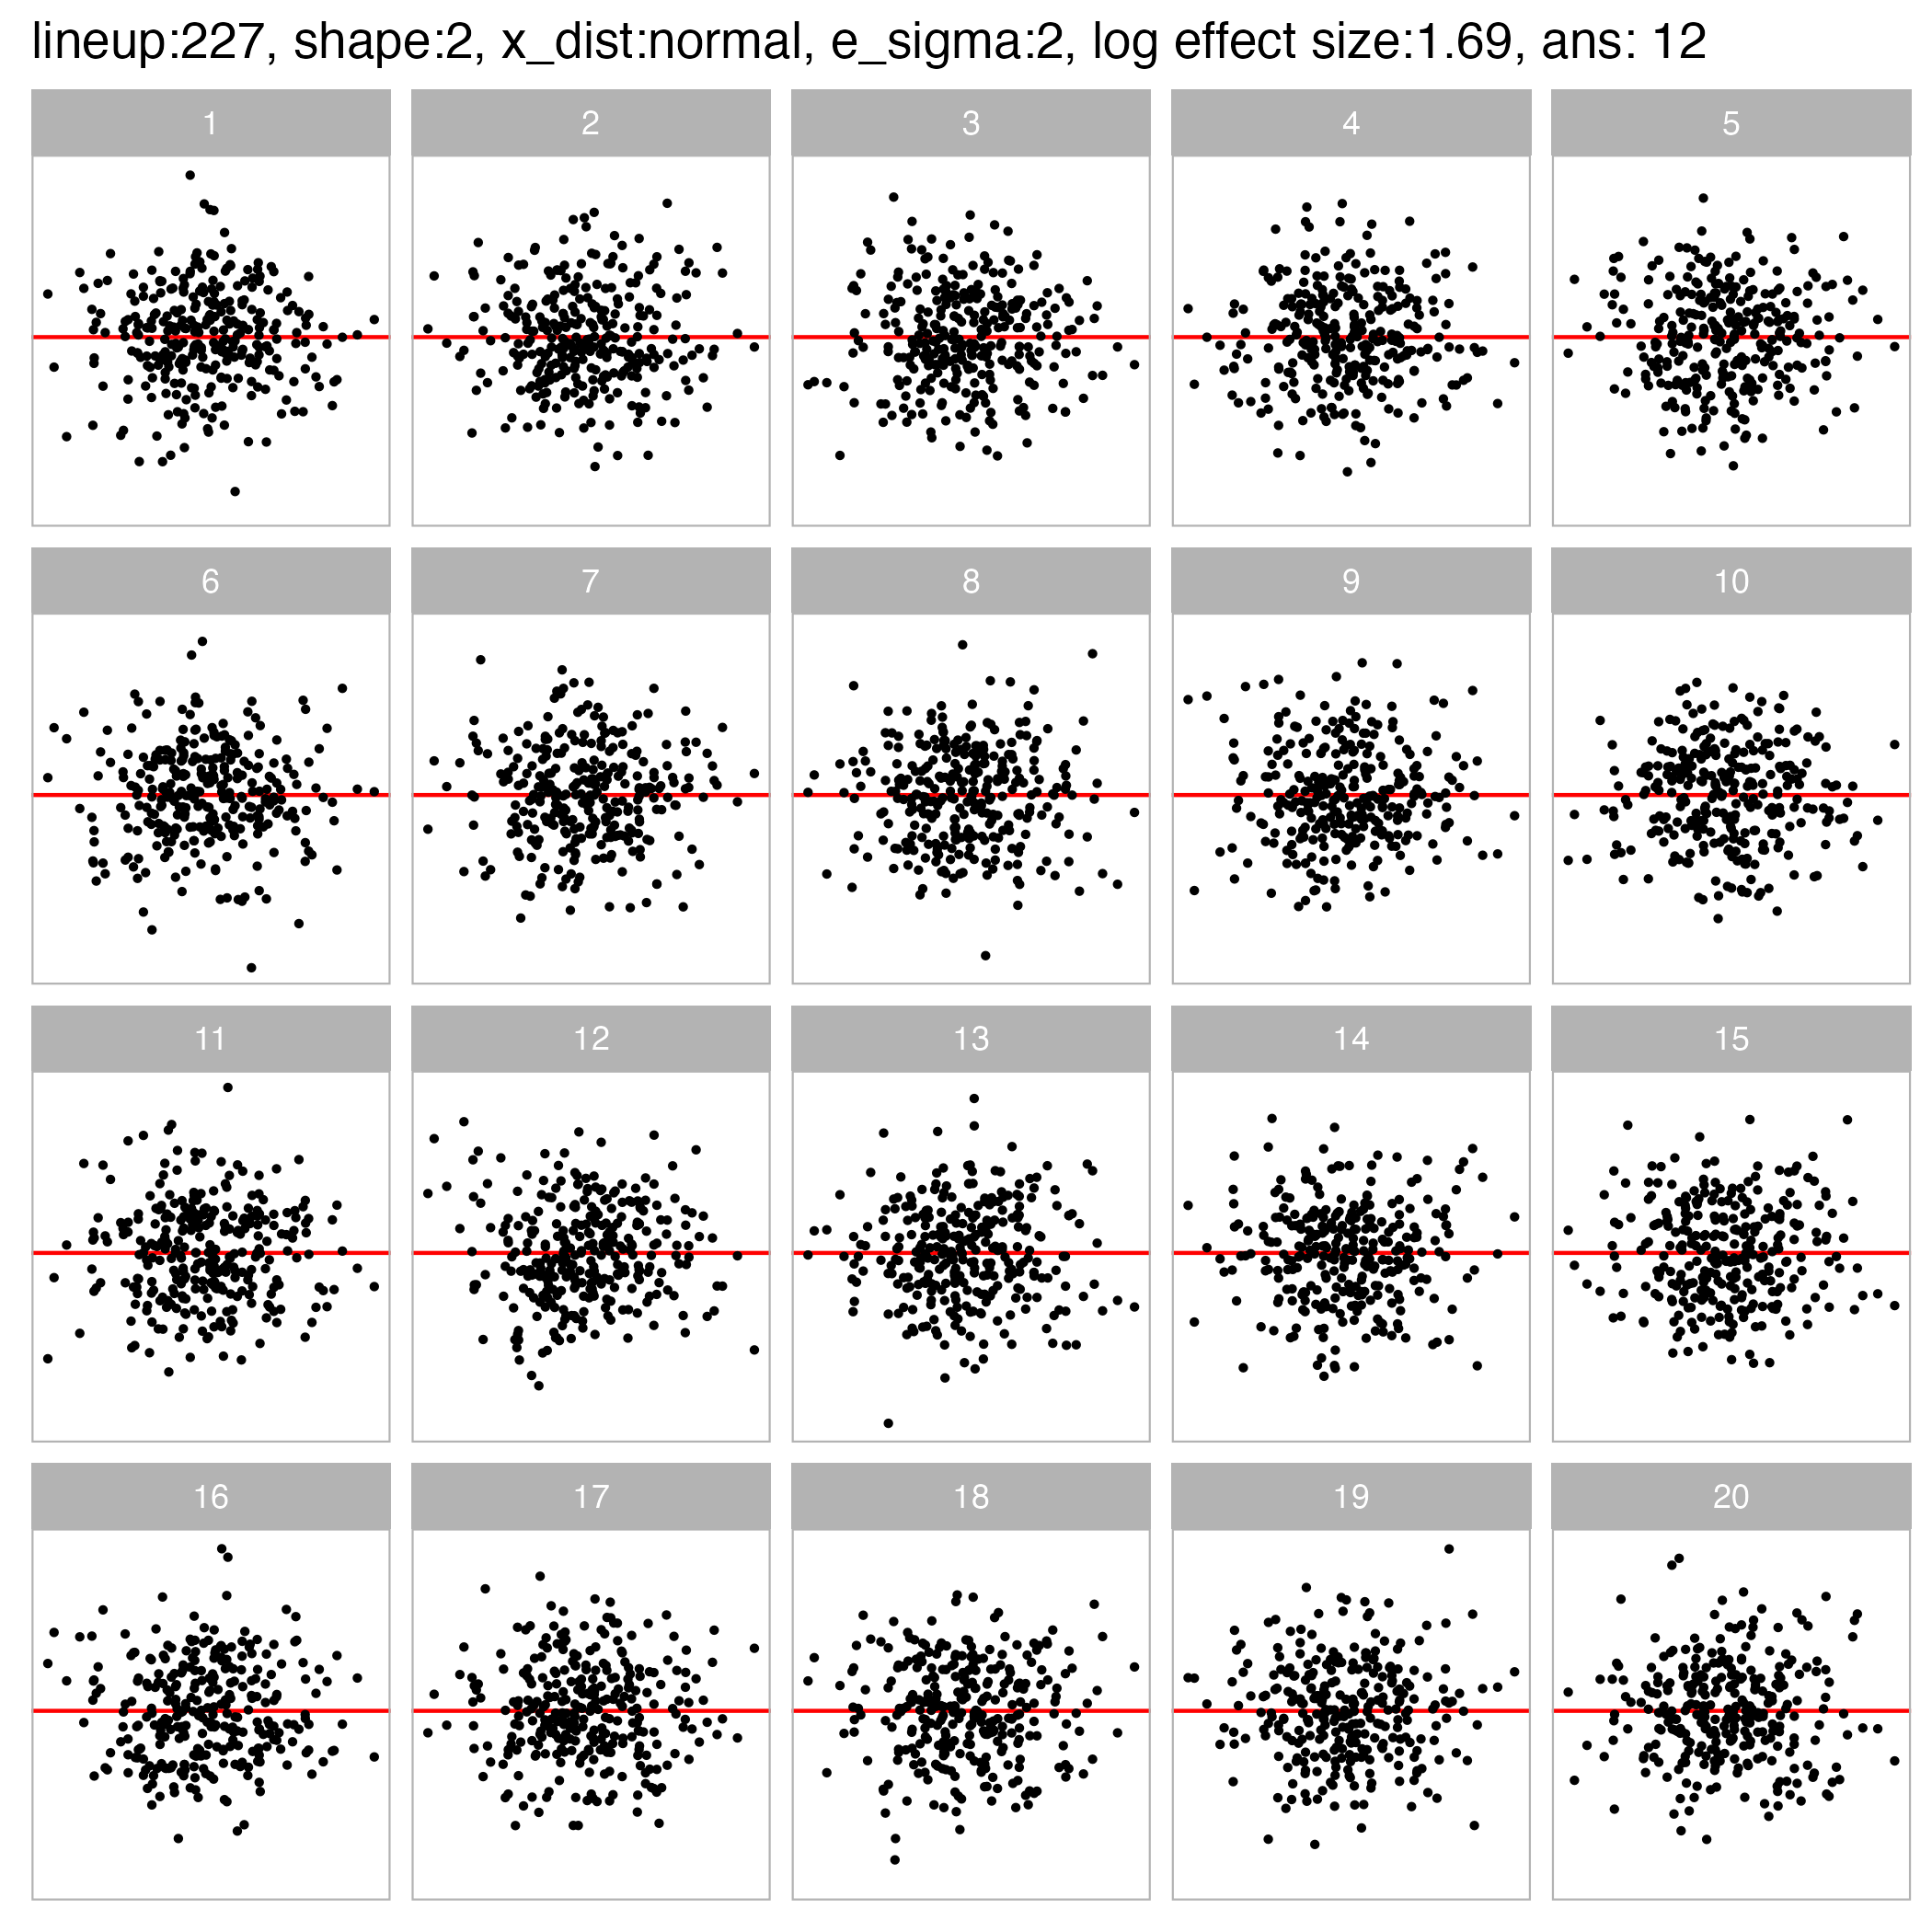 lineup:227, shape:2, x_dist:normal, e_sigma:2, log effect size:1.69, ans: 12
1 2 3 4 5
6 7 8 9 10
11 12 13 14 15
16 17 18 19 20